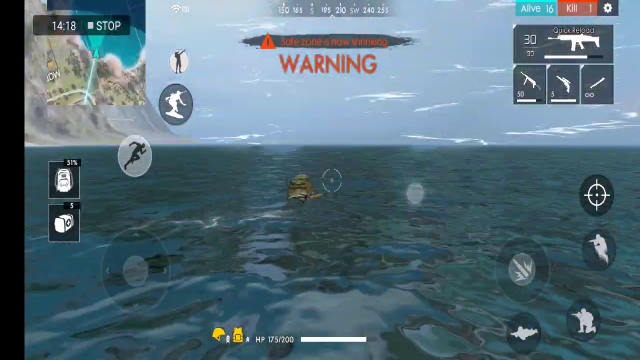 14:18 STOP
150 165 S 195 210 SW 240 255
Alive 16 Kill 1
Safe zone is now shrinking
WARNING
Quick Reload
30
50 5 ∞
51%
5
HP 175/200